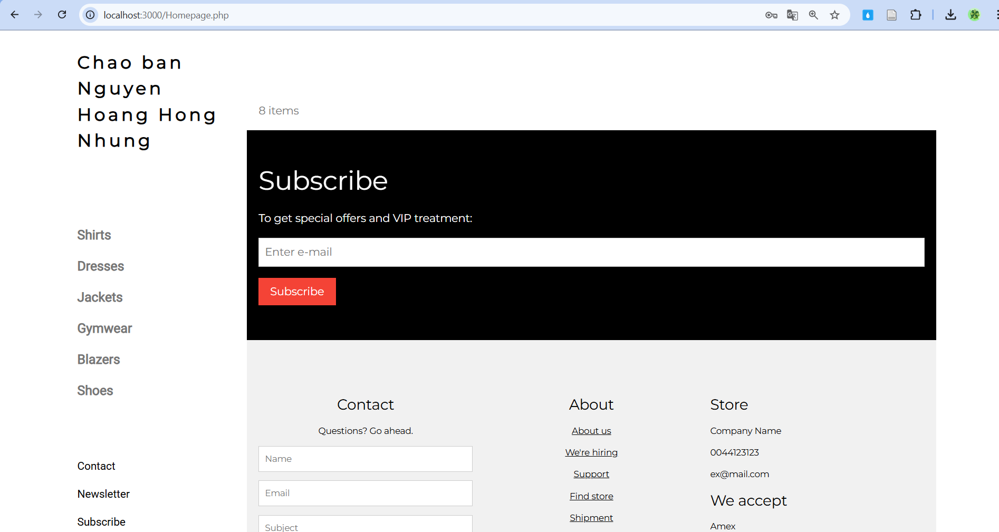 localhost:3000/Homepage.php
Chao ban
Nguyen
Hoang Hong
Nhung
Shirts
Dresses
Jackets
Gymwear
Blazers
Shoes
Contact
Newsletter
Subscribe
8 items
Subscribe
To get special offers and VIP treatment:
Enter e-mail
Subscribe
Contact
Questions? Go ahead.
Name
Email
Subject
About
About us
We're hiring
Support
Find store
Shipment
Store
Company Name
0044123123
ex@mail.com
We accept
Amex